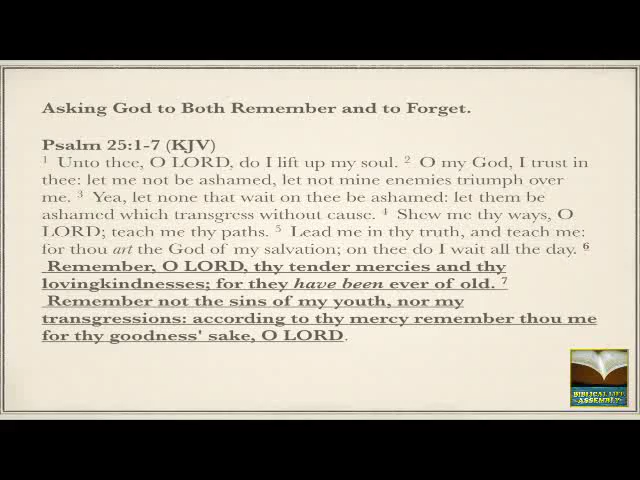 Asking God to Both Remember and to Forget.
Psalm 25:1-7 (KJV)
1 Unto thee, O LORD, do I lift up my soul. 2 O my God, I trust in
thee: let me not be ashamed, let not mine enemies triumph over
me. 3 Yea, let none that wait on thee be ashamed: let them be
ashamed which transgress without cause. 4 Shew me thy ways, O
LORD; teach me thy paths. 5 Lead me in thy truth, and teach me:
for thou art the God of my salvation; on thee do I wait all the day. 6
Remember, O LORD, thy tender mercies and thy
lovingkindnesses; for they have been ever of old. 7
Remember not the sins of my youth, nor my
transgressions: according to thy mercy remember thou me
for thy goodness' sake, O LORD.
BIBLICAL LIFE
ASSEMBLY